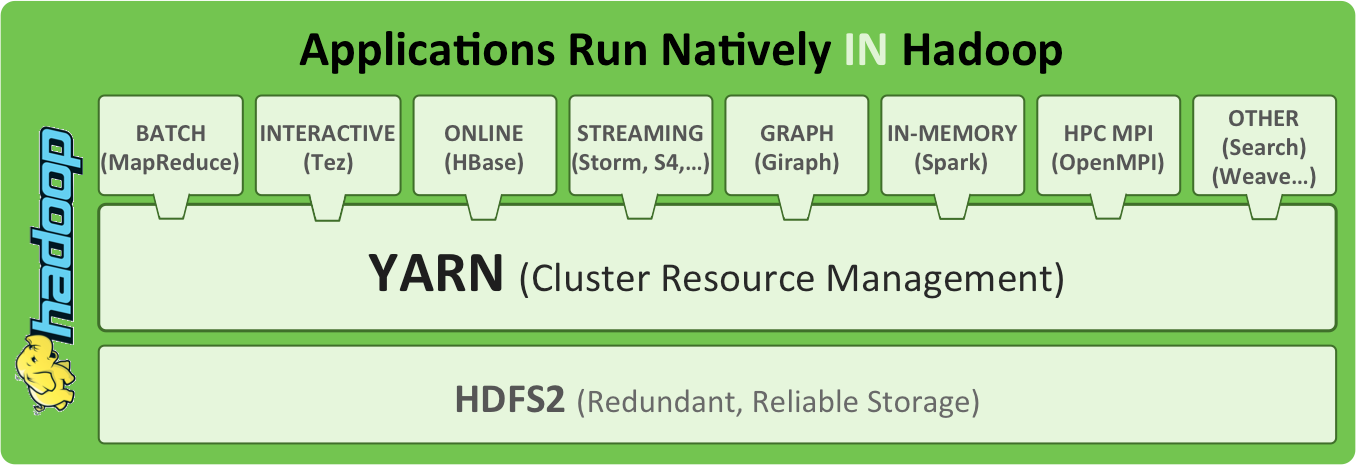 Applications Run Natively IN Hadoop
hadoop
BATCH
(MapReduce)
INTERACTIVE
(Tez)
ONLINE
(HBase)
STREAMING
(Storm, S4,...)
GRAPH
(Giraph)
IN-MEMORY
(Spark)
HPC MPI
(OpenMPI)
OTHER
(Search)
(Weave...)
YARN (Cluster Resource Management)
HDFS2 (Redundant, Reliable Storage)